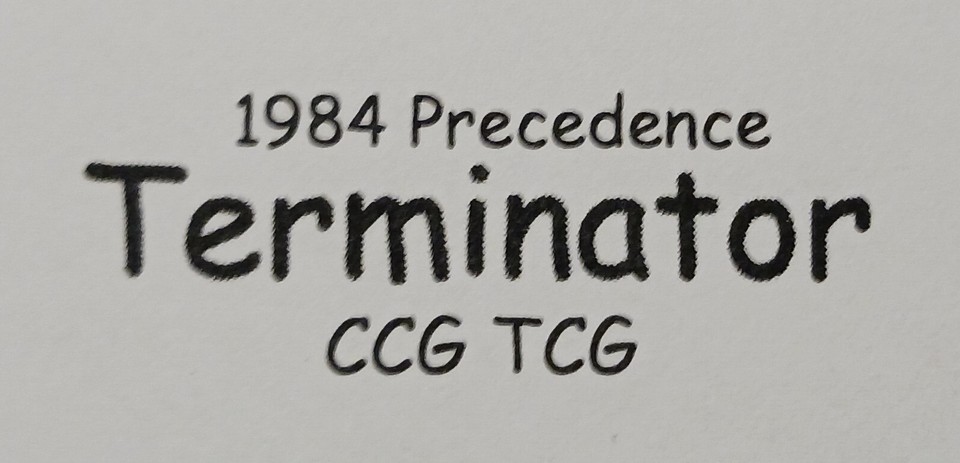 1984 Precedence
Terminator
CCG TCG